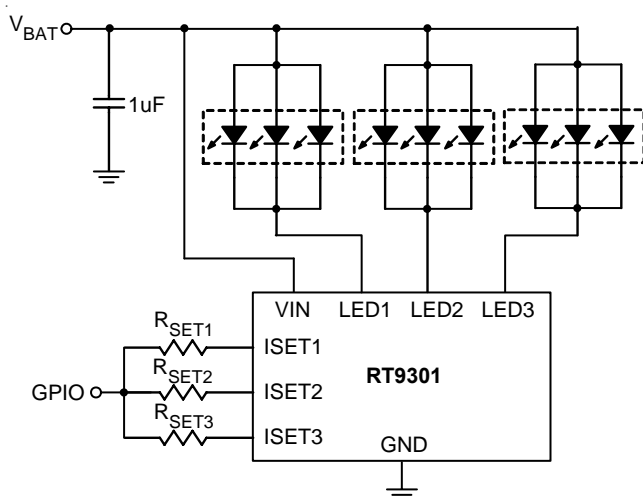 VBAT
1uF
VIN LED1 LED2 LED3
RSET1
ISET1
RSET2
GPIO ISET2 RT9301
RSET3
ISET3
GND